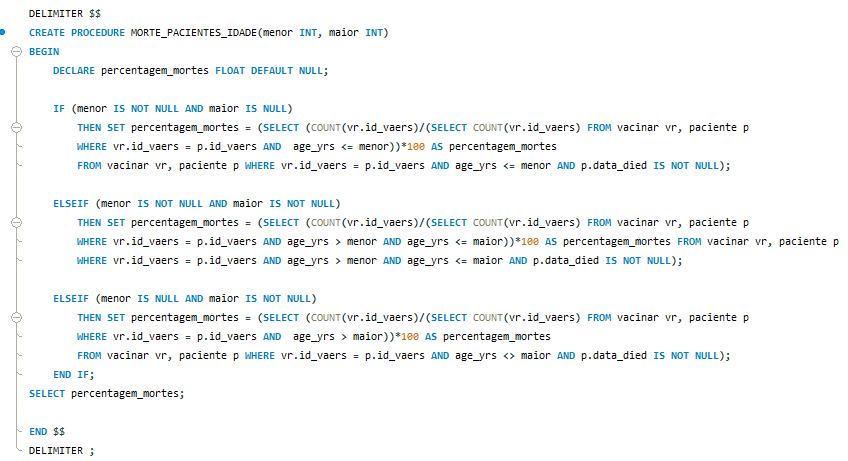 DELIMITER $$
CREATE PROCEDURE MORTE_PACIENTES_IDADE(menor INT, maior INT)
BEGIN
DECLARE percentagem_mortes FLOAT DEFAULT NULL;
IF (menor IS NOT NULL AND maior IS NULL)
THEN SET percentagem_mortes = (SELECT (COUNT(vr.id_vaers)/(SELECT COUNT(vr.id_vaers) FROM vacinar vr, paciente p
WHERE vr.id_vaers = p.id_vaers AND  age_yrs <= menor))*100 AS percentagem_mortes
FROM vacinar vr, paciente p WHERE vr.id_vaers = p.id_vaers AND age_yrs <= menor AND p.data_died IS NOT NULL);
ELSEIF (menor IS NOT NULL AND maior IS NOT NULL)
THEN SET percentagem_mortes = (SELECT (COUNT(vr.id_vaers)/(SELECT COUNT(vr.id_vaers) FROM vacinar vr, paciente p
WHERE vr.id_vaers = p.id_vaers AND age_yrs > menor AND age_yrs <= maior))*100 AS percentagem_mortes FROM vacinar vr, paciente p
WHERE vr.id_vaers = p.id_vaers AND age_yrs > menor AND age_yrs <= maior AND p.data_died IS NOT NULL);
ELSEIF (menor IS NULL AND maior IS NOT NULL)
THEN SET percentagem_mortes = (SELECT (COUNT(vr.id_vaers)/(SELECT COUNT(vr.id_vaers) FROM vacinar vr, paciente p
WHERE vr.id_vaers = p.id_vaers AND  age_yrs > maior))*100 AS percentagem_mortes
FROM vacinar vr, paciente p WHERE vr.id_vaers = p.id_vaers AND age_yrs <> maior AND p.data_died IS NOT NULL);
END IF;
SELECT percentagem_mortes;
END $$
DELIMITER ;